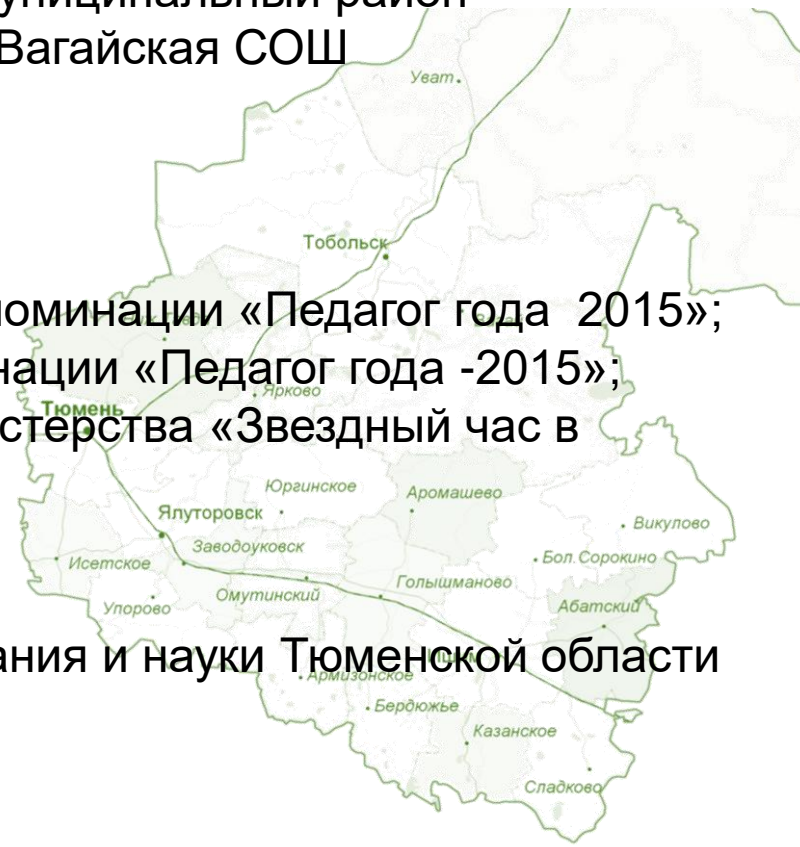 униципальный район
Вагайская СОШ
Уват
Тобольск
оминации «Педагог года 2015»;
нации «Педагог года -2015»;
Ярково
Тюмень
стерства «Звездный час в
Юргинское
Аромашево
Ялуторовск
Викулово
Заводоуковск
Бол. Сорокино
Исетское
Голышманово
Омутинский
Упорово
Абатский
ания и науки Тюменской области
Армизонское
Бердюжье
Казанское
Сладково